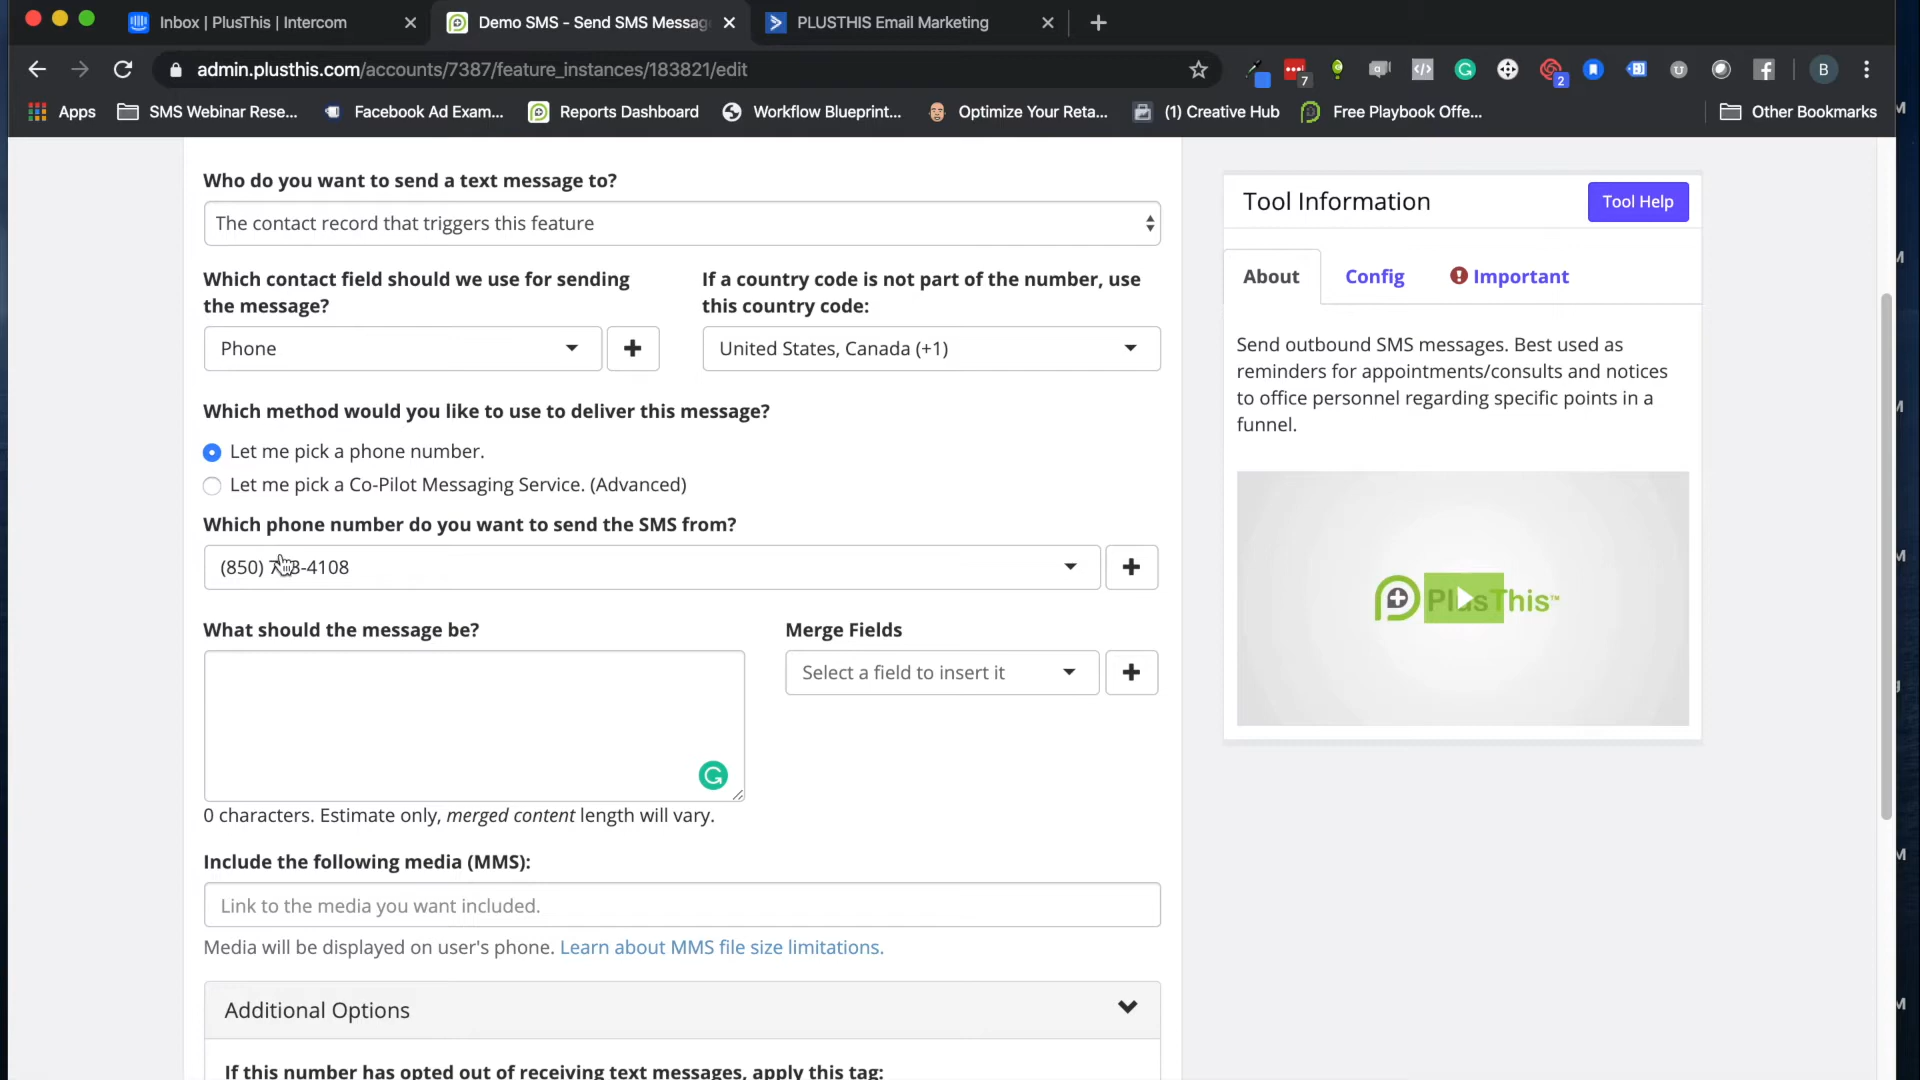 Inbox | PlusThis | Intercom
Demo SMS - Send SMS Messag
PLUSTHIS Email Marketing
admin.plusthis.com/accounts/7387/feature_instances/183821/edit
7
2
B
Apps
SMS Webinar Rese...
Facebook Ad Exam...
Reports Dashboard
Workflow Blueprint...
Optimize Your Reta...
(1) Creative Hub
Free Playbook Offe...
Other Bookmarks
Who do you want to send a text message to?
The contact record that triggers this feature
Which contact field should we use for sending
the message?
Phone
If a country code is not part of the number, use
this country code:
United States, Canada (+1)
Which method would you like to use to deliver this message?
Let me pick a phone number.
Let me pick a Co-Pilot Messaging Service. (Advanced)
Which phone number do you want to send the SMS from?
(850)
What should the message be?
Merge Fields
Select a field to insert it
0 characters. Estimate only, merged content length will vary.
Include the following media (MMS):
Link to the media you want included.
Media will be displayed on user's phone. Learn about MMS file size limitations.
Additional Options
If this number has opted out of receiving text messages, apply this tag:
Tool Information
Tool Help
About
Config
Important
Send outbound SMS messages. Best used as
reminders for appointments/consults and notices
to office personnel regarding specific points in a
funnel.
PlusThis™